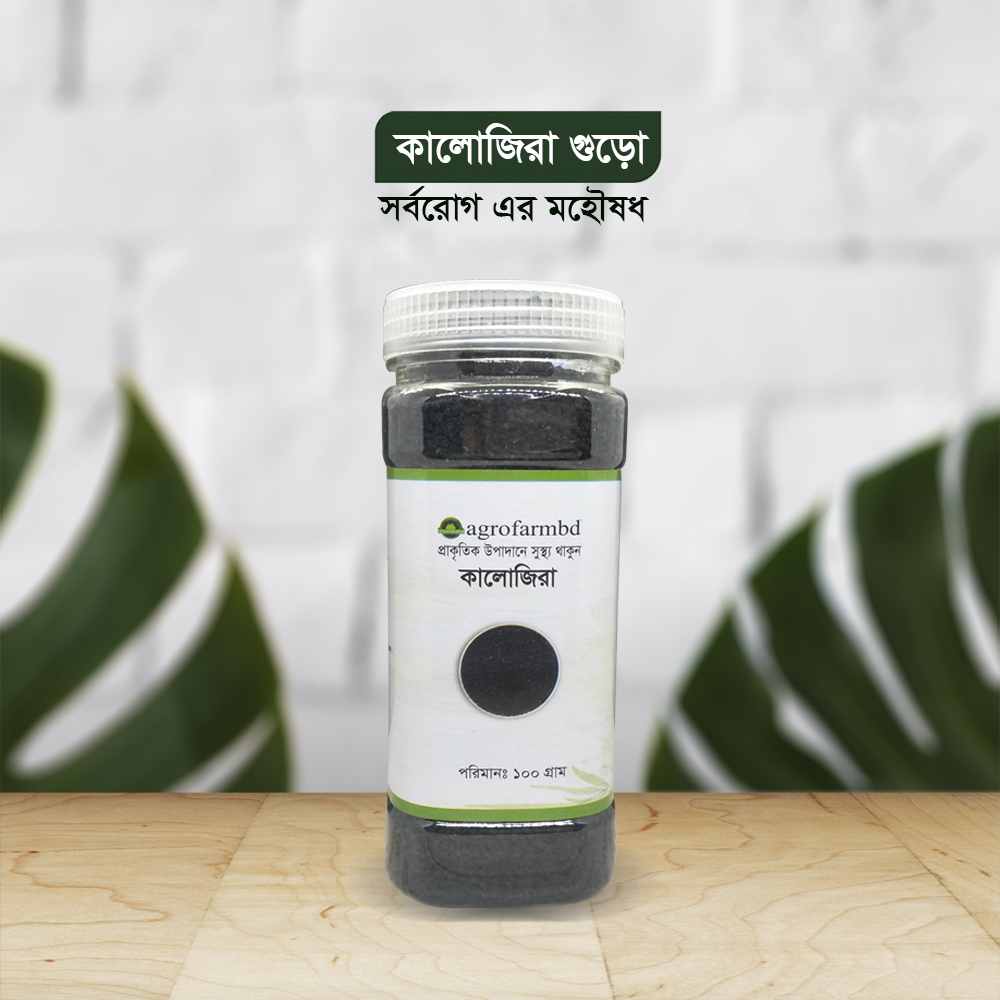 কালোজিরা গুড়ো
সর্বরোগ এর মহৌষধ
agrofarmbd
প্রাকৃতিক উপাদানে সুস্থ্য থাকুন
কালোজিরা
পরিমানঃ ১০০ গ্রাম